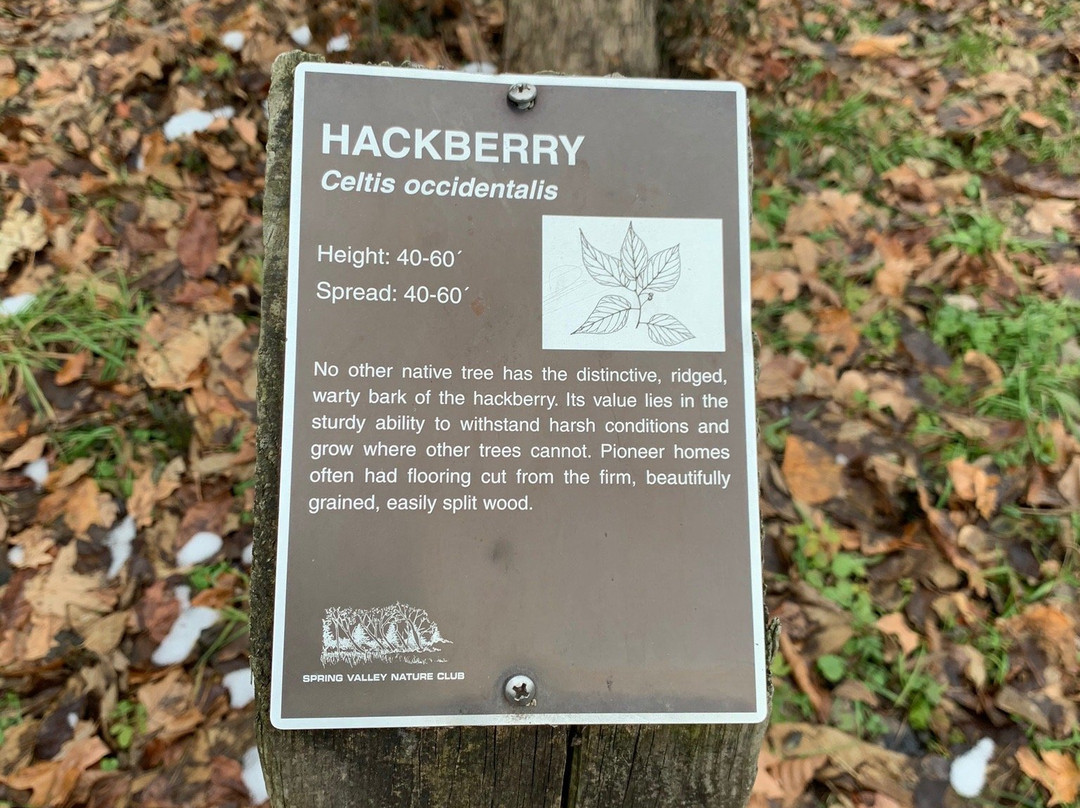 HACKBERRY
Celtis occidentalis
Height: 40-60´
Spread: 40-60´
No other native tree has the distinctive, ridged,
warty bark of the hackberry. Its value lies in the
sturdy ability to withstand harsh conditions and
grow where other trees cannot. Pioneer homes
often had flooring cut from the firm, beautifully
grained, easily split wood.
SPRING VALLEY NATURE CLUB